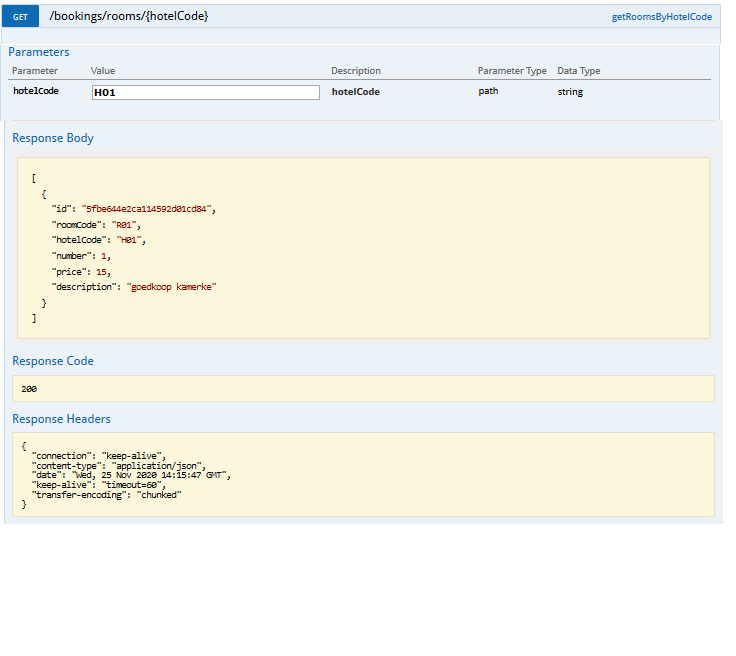 GET /bookings/rooms/{hotelCode} getRoomsByHotelCode
Parameters
Parameter Value Description Parameter Type Data Type
hotelCode H01 hotelCode path string
Response Body
[
{
"id": "5fbe644e2ca114592d01cd84",
"roomCode": "R01",
"hotelCode": "H01",
"number": 1,
"price": 15,
"description": "goedkoop kamerke"
}
]
Response Code
200
Response Headers
{
"connection": "keep-alive",
"content-type": "application/json",
"date": "Wed, 25 Nov 2020 14:15:47 GMT",
"keep-alive": "timeout=60",
"transfer-encoding": "chunked"
}